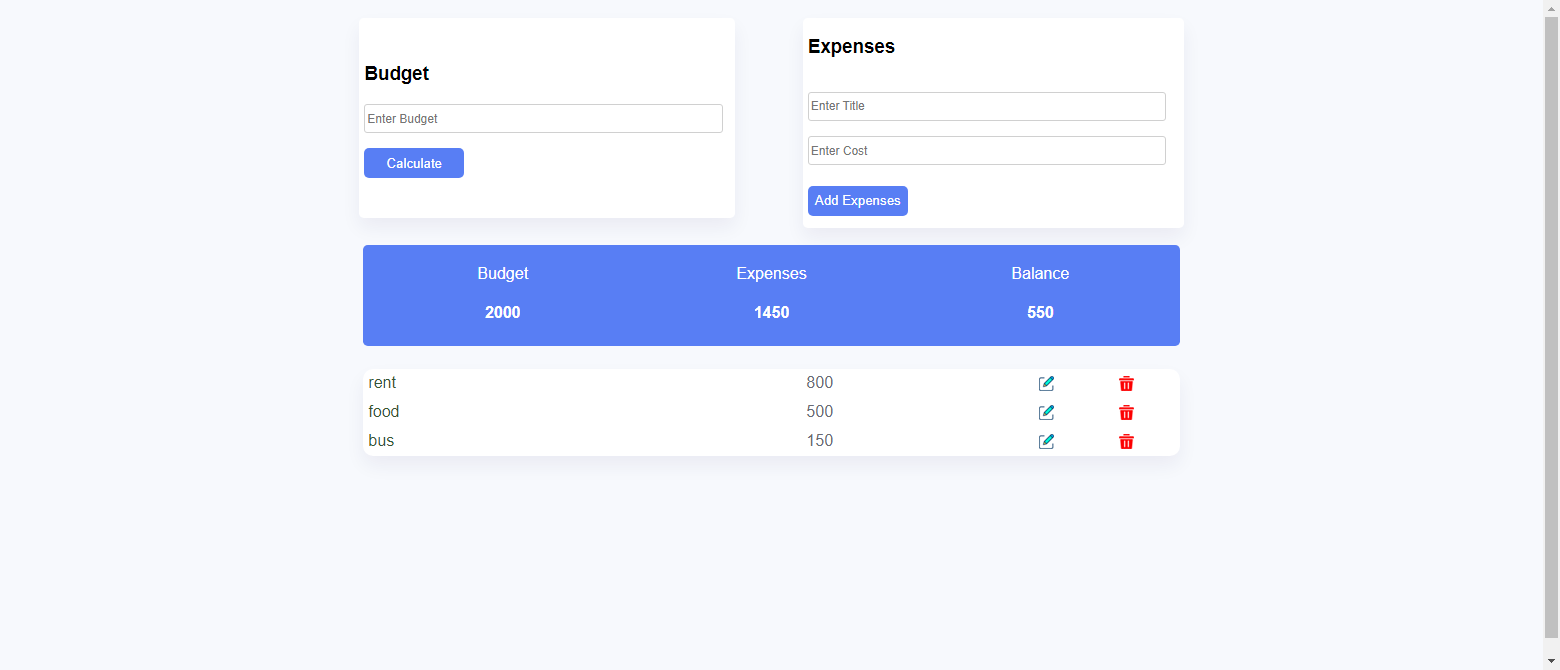 Budget
Enter Budget
Calculate
Expenses
Enter Title
Enter Cost
Add Expenses
Budget Expenses Balance
2000 1450 550
rent 800
food 500
bus 150